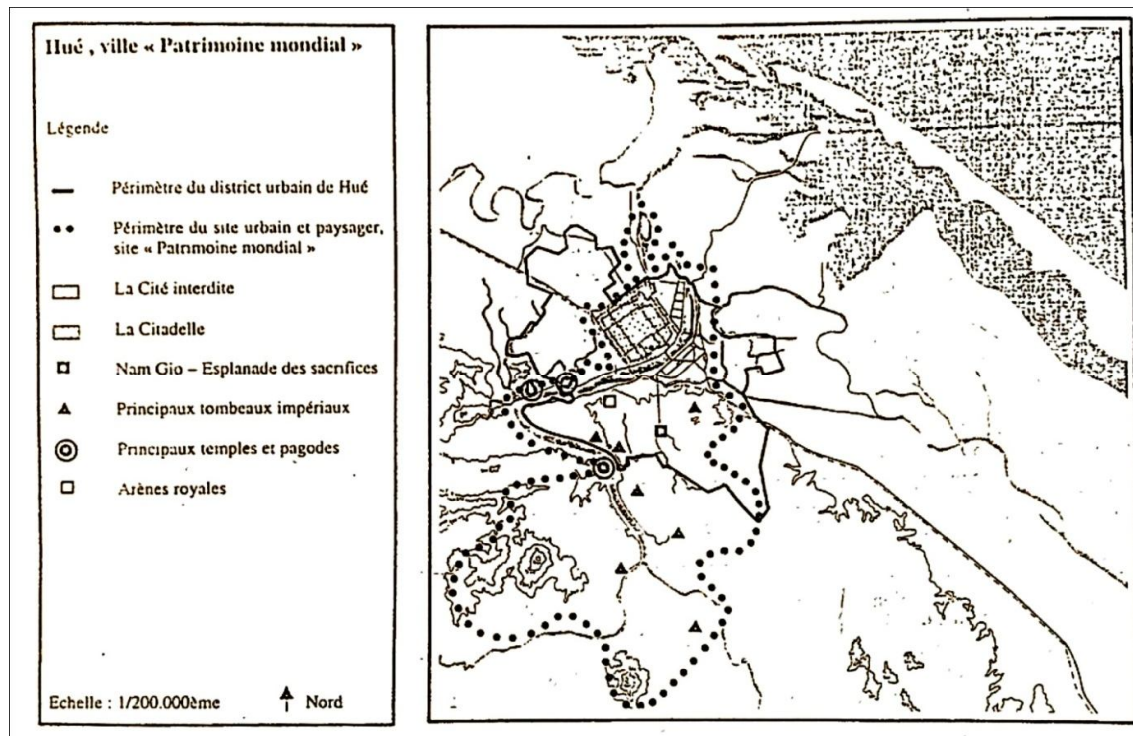 Hué , ville « Patrimoine mondial »
Légende
Périmètre du district urbain de Hué
Périmètre du site urbain et paysager,
site « Patrimoine mondial »
La Cité interdite
La Citadelle
Nam Gio – Esplanade des sacrifices
Principaux tombeaux impériaux
Principaux temples et pagodes
Arènes royales
Echelle : 1/200.000ème
Nord